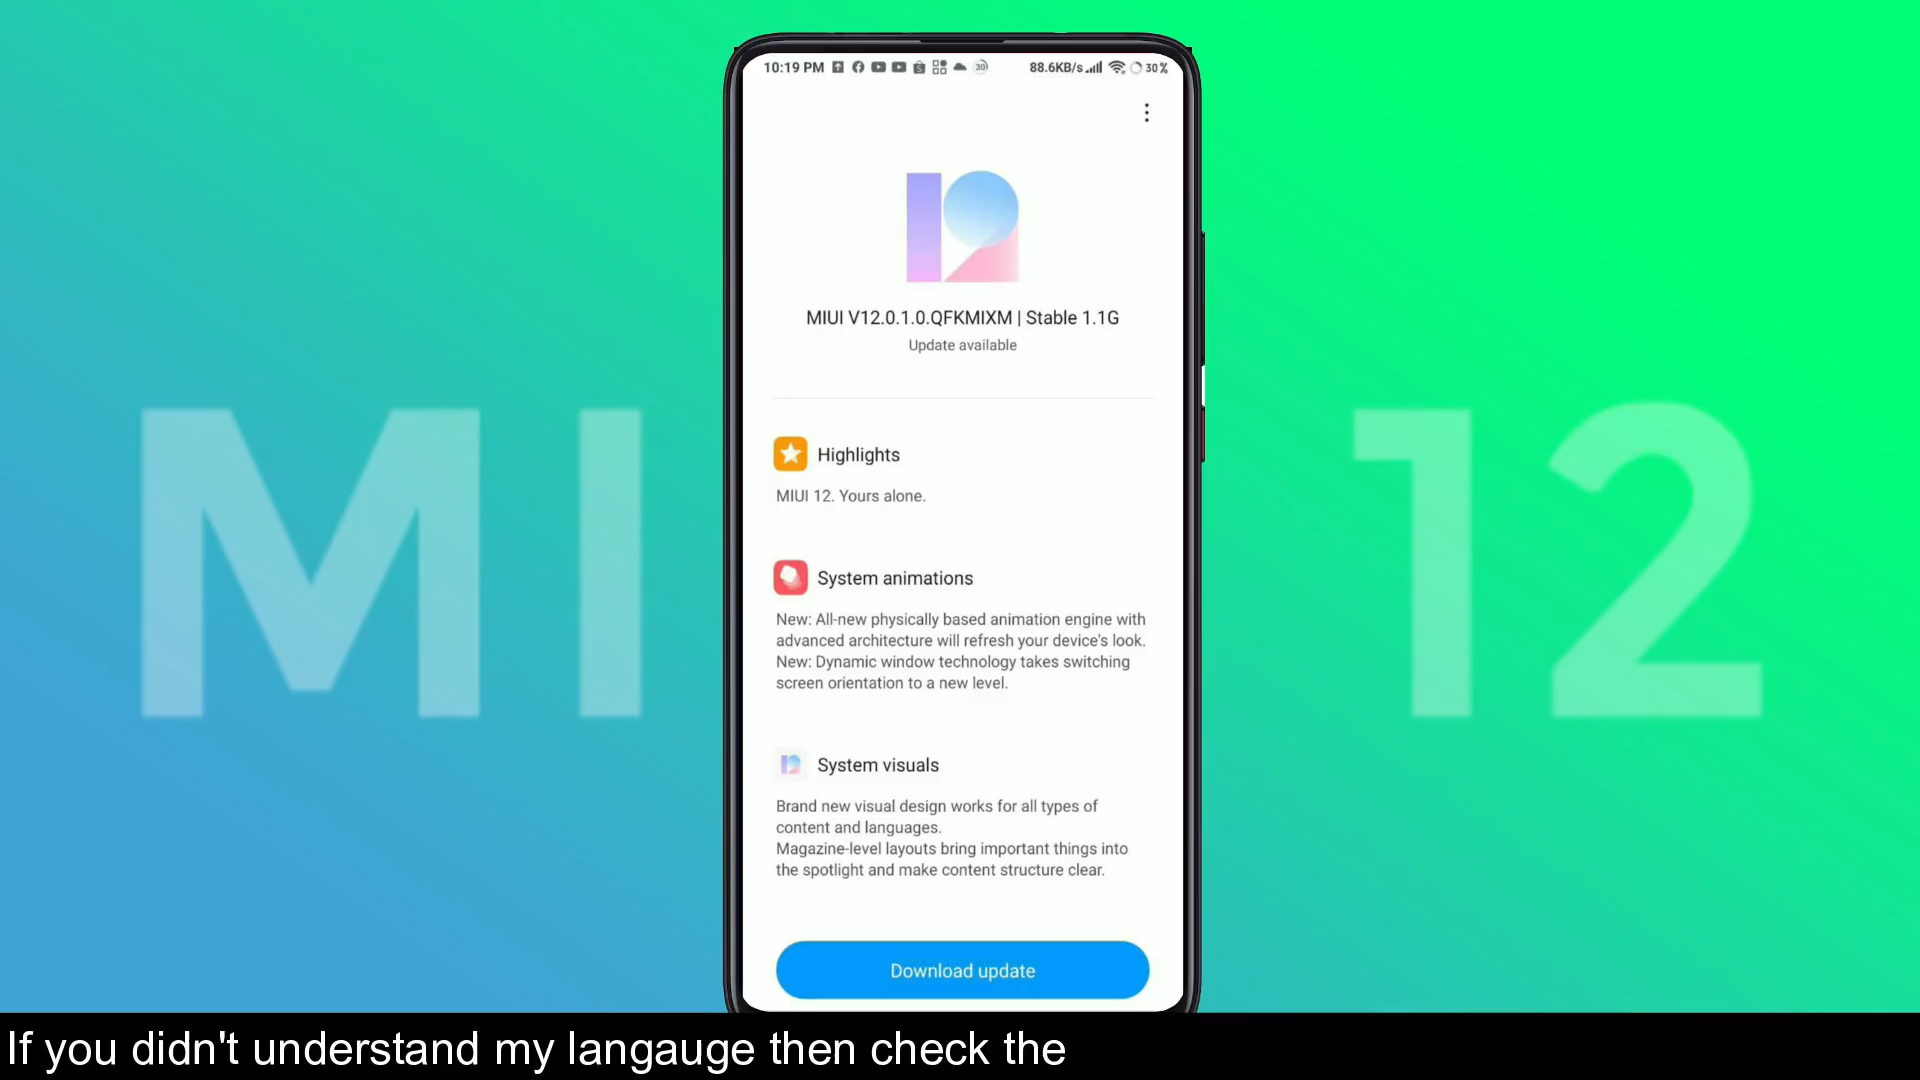 10:19 PM 30 88.6KB/s 30%
MIUI V12.0.1.0.QFKMIXM | Stable 1.1G
Update available
MI 12
Highlights
MIUI 12. Yours alone.
System animations
New: All-new physically based animation engine with
advanced architecture will refresh your device's look.
New: Dynamic window technology takes switching
screen orientation to a new level.
System visuals
Brand new visual design works for all types of
content and languages.
Magazine-level layouts bring important things into
the spotlight and make content structure clear.
Download update
If you didn't understand my langauge then check the